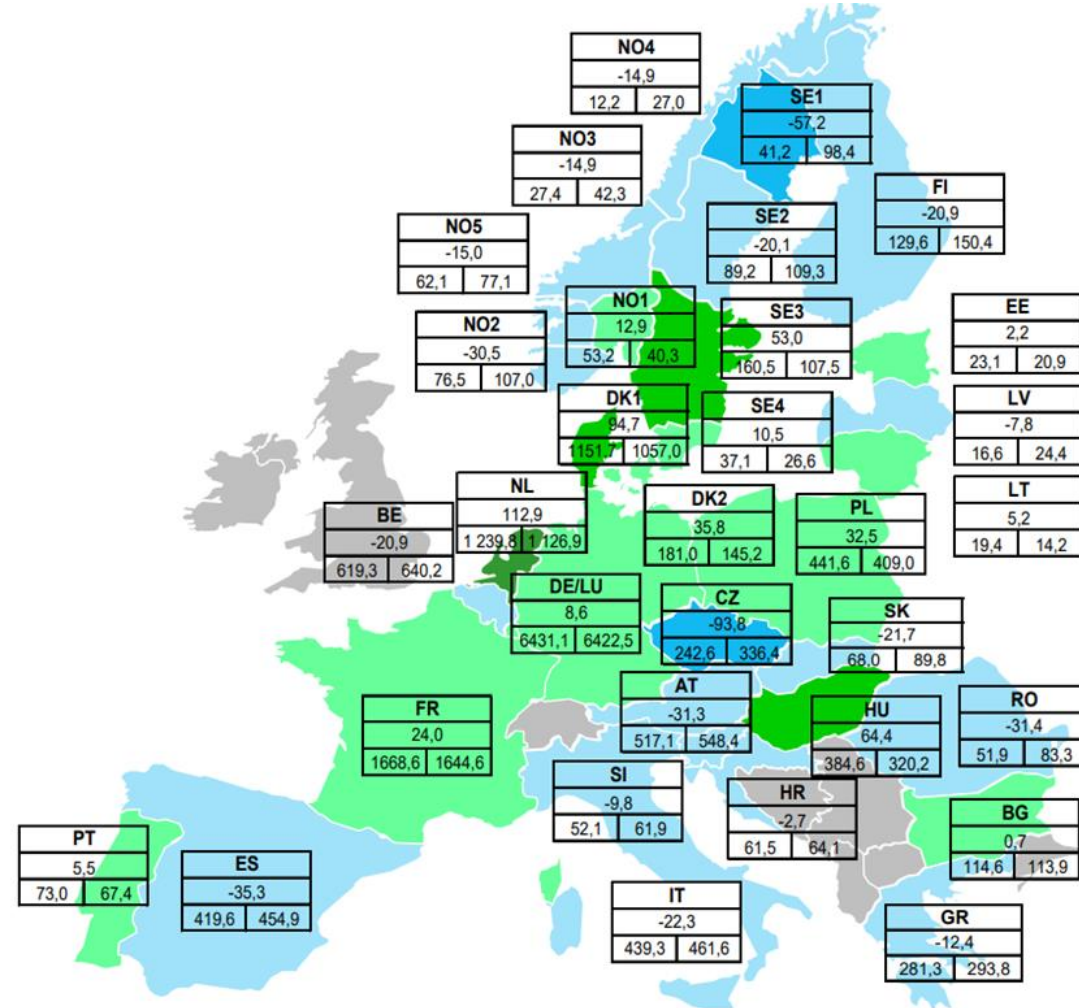 NO4
-14,9
12,2 27,0
SE1
-57,2
41,2 98,4
NO3
-14,9
27,4 42,3
FI
-20,9
129,6 150,4
SE2
-20,1
89,2 109,3
NO5
-15,0
62,1 77,1
NO1
12,9
53,2 40,3
SE3
53,0
160,5 107,5
EE
2,2
23,1 20,9
NO2
-30,5
76,5 107,0
DK1
94,7
1151,7 1057,0
SE4
10,5
37,1 26,6
LV
-7,8
16,6 24,4
NL
112,9
1 239,8 1 126,9
LT
5,2
19,4 14,2
DK2
35,8
181,0 145,2
PL
32,5
441,6 409,0
BE
-20,9
619,3 640,2
DE/LU
8,6
6431,1 6422,5
CZ
-93,8
242,6 336,4
SK
-21,7
68,0 89,8
AT
-31,3
517,1 548,4
FR
24,0
1668,6 1644,6
HU
64,4
384,6 320,2
RO
-31,4
51,9 83,3
SI
-9,8
52,1 61,9
HR
-2,7
61,5 64,1
BG
0,7
114,6 113,9
PT
5,5
73,0 67,4
ES
-35,3
419,6 454,9
IT
-22,3
439,3 461,6
GR
-12,4
281,3 293,8